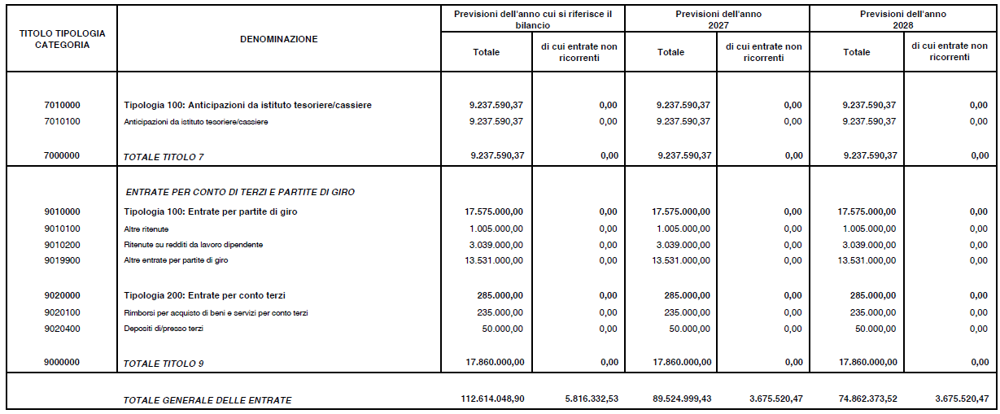 TITOLO TIPOLOGIA CATEGORIA | DENOMINAZIONE | Previsioni dell'anno cui si riferisce il bilancio | Previsioni dell'anno 2027 | Previsioni dell'anno 2028
Totale | di cui entrate non ricorrenti | Totale | di cui entrate non ricorrenti | Totale | di cui entrate non ricorrenti
7010000 Tipologia 100: Anticipazioni da istituto tesoriere/cassiere 9.237.590,37 0,00 9.237.590,37 0,00 9.237.590,37 0,00
7010100 Anticipazioni da istituto tesoriere/cassiere 9.237.590,37 0,00 9.237.590,37 0,00 9.237.590,37 0,00
7000000 TOTALE TITOLO 7 9.237.590,37 0,00 9.237.590,37 0,00 9.237.590,37 0,00
ENTRATE PER CONTO DI TERZI E PARTITE DI GIRO
9010000 Tipologia 100: Entrate per partite di giro 17.575.000,00 0,00 17.575.000,00 0,00 17.575.000,00 0,00
9010100 Altre ritenute 1.005.000,00 0,00 1.005.000,00 0,00 1.005.000,00 0,00
9010200 Ritenute su redditi da lavoro dipendente 3.039.000,00 0,00 3.039.000,00 0,00 3.039.000,00 0,00
9019900 Altre entrate per partite di giro 13.531.000,00 0,00 13.531.000,00 0,00 13.531.000,00 0,00
9020000 Tipologia 200: Entrate per conto terzi 285.000,00 0,00 285.000,00 0,00 285.000,00 0,00
9020100 Rimborsi per acquisto di beni e servizi per conto terzi 235.000,00 0,00 235.000,00 0,00 235.000,00 0,00
9020400 Depositi di/presso terzi 50.000,00 0,00 50.000,00 0,00 50.000,00 0,00
9000000 TOTALE TITOLO 9 17.860.000,00 0,00 17.860.000,00 0,00 17.860.000,00 0,00
TOTALE GENERALE DELLE ENTRATE 112.614.048,90 5.816.332,53 89.524.999,43 3.675.520,47 74.862.373,52 3.675.520,47